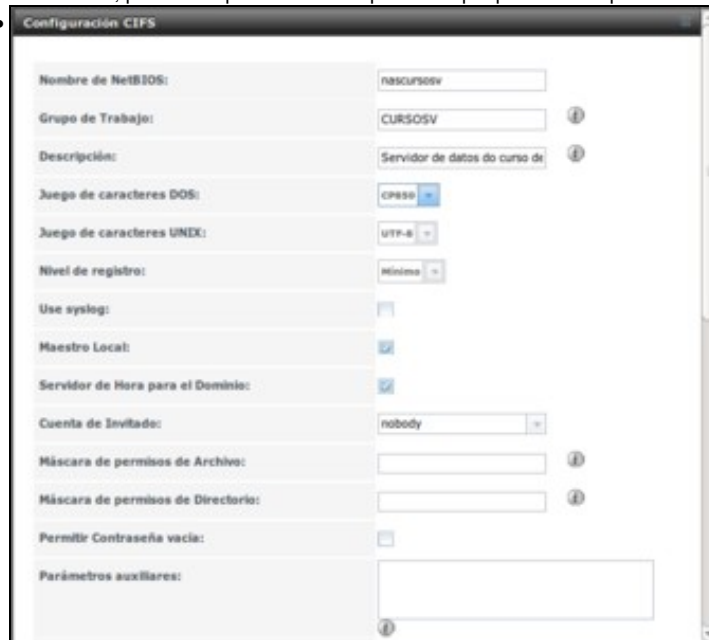 Configuración CIFS
Nombre de NetBIOS: nascursosv
Grupo de Trabajo: CURSOSV
Descripción: Servidor de datos do curso de
Juego de caracteres DOS: CP850
Juego de caracteres UNIX: UTF-8
Nivel de registro: Mínimo
Use syslog:
Maestro Local:
Servidor de Hora para el Dominio:
Cuenta de Invitado: nobody
Máscara de permisos de Archivo:
Máscara de permisos de Directorio:
Permitir Contraseña vacía:
Parámetros auxiliares: